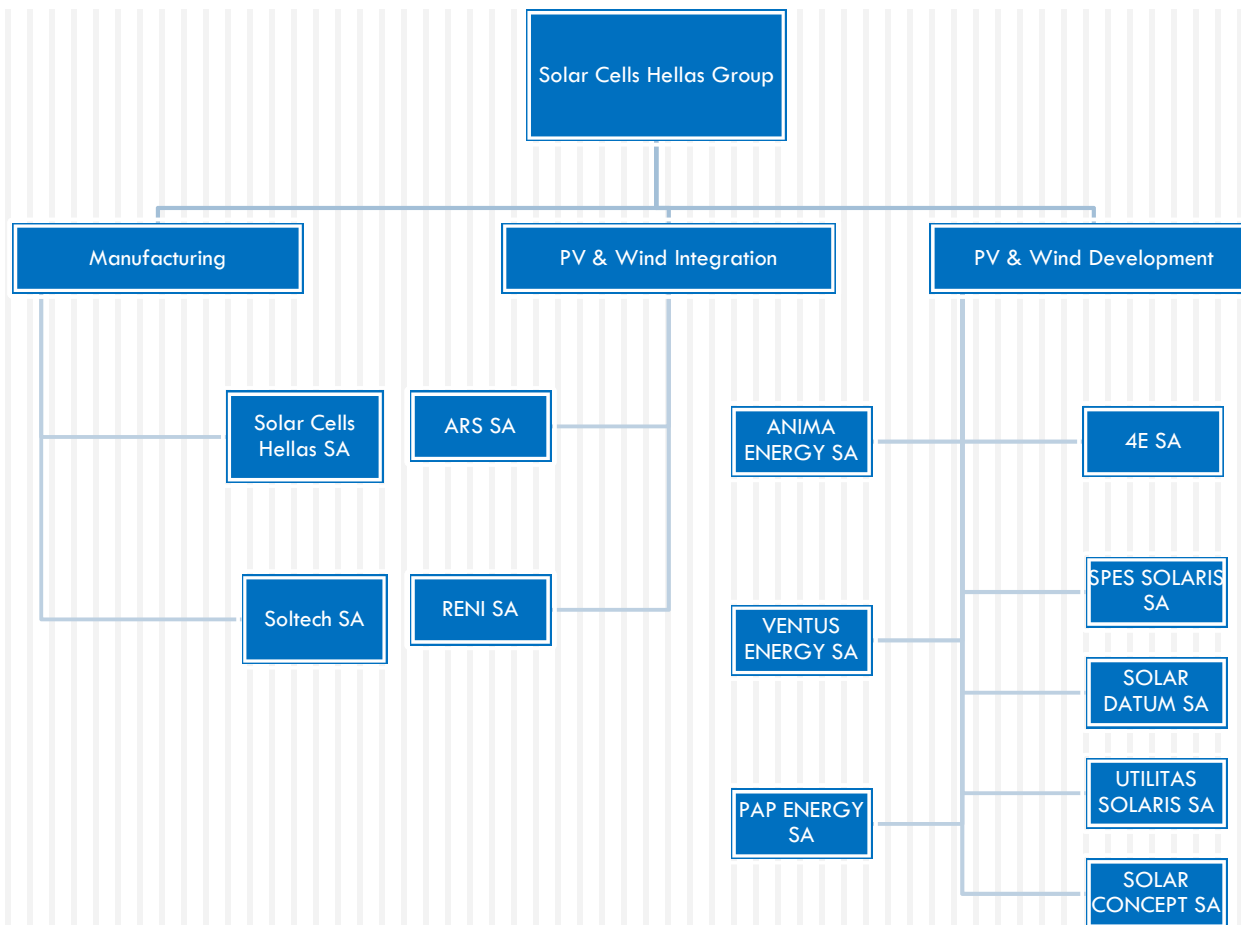 Solar Cells Hellas Group
Manufacturing
PV & Wind Integration
PV & Wind Development
Solar Cells
Hellas SA
ARS SA
ANIMA
ENERGY SA
4E SA
Soltech SA
RENI SA
VENTUS
ENERGY SA
SPES SOLARIS
SA
SOLAR
DATUM SA
PAP ENERGY
SA
UTILITAS
SOLARIS SA
SOLAR
CONCEPT SA